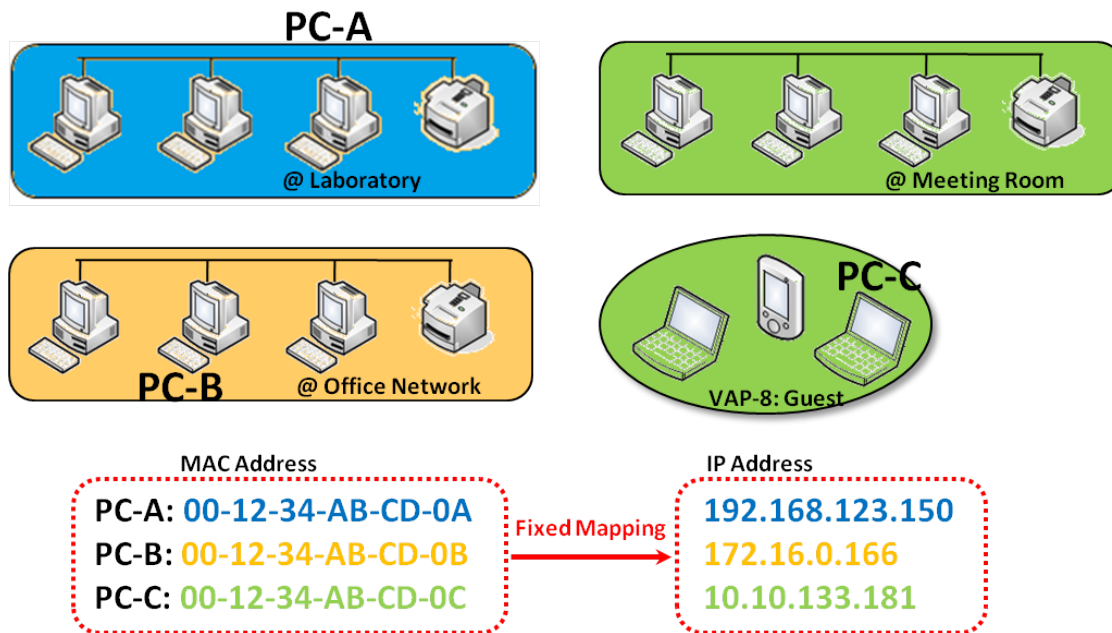 PC-A
@ Laboratory
@ Meeting Room
PC-B
@ Office Network
PC-C
VAP-8: Guest
MAC Address
IP Address
PC-A: 00-12-34-AB-CD-0A
PC-B: 00-12-34-AB-CD-0B
PC-C: 00-12-34-AB-CD-0C
Fixed Mapping
192.168.123.150
172.16.0.166
10.10.133.181